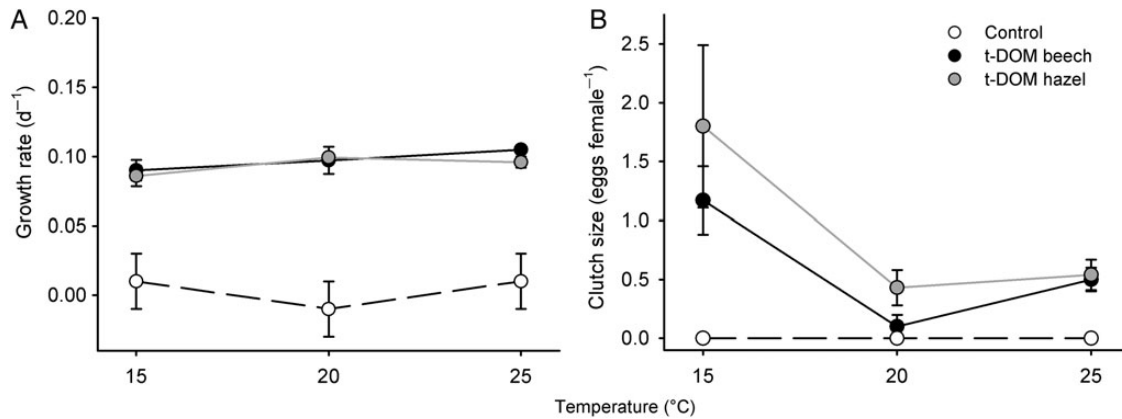 A
Growth rate (d⁻¹)
0.20
0.15
0.10
0.05
0.00
15
20
25
B
Clutch size (eggs female⁻¹)
2.5
2.0
1.5
1.0
0.5
0.0
15
20
25
Control
t-DOM beech
t-DOM hazel
Temperature (°C)